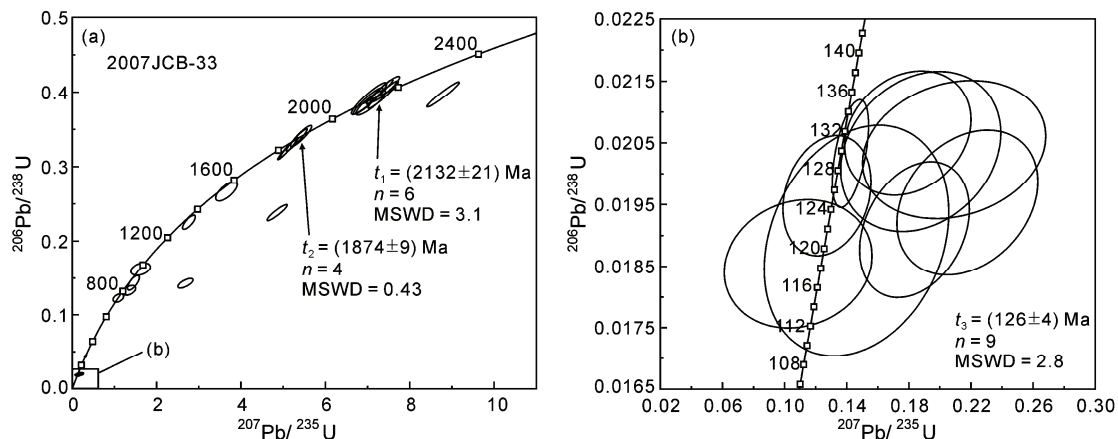 (a)
2007JCB-33
0.5
0.4
0.3
0.2
0.1
0.0
206Pb/238U
800
1200
1600
2000
2400
t1 = (2132±21) Ma
n = 6
MSWD = 3.1
t2 = (1874±9) Ma
n = 4
MSWD = 0.43
(b)
0
2
4
6
8
10
207Pb/ 235U
(b)
0.0225
0.0215
0.0205
0.0195
0.0185
0.0175
0.0165
206Pb/238U
140
136
132
128
124
120
116
112
108
t3 = (126±4) Ma
n = 9
MSWD = 2.8
0.02
0.06
0.10
0.14
0.18
0.22
0.26
0.30
207Pb/ 235U